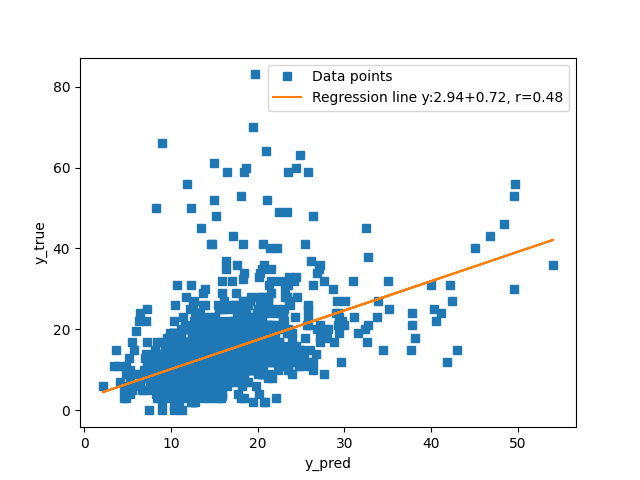 Data points
Regression line y:2.94+0.72, r=0.48
80
60
40
20
0
y_true
0 10 20 30 40 50
y_pred